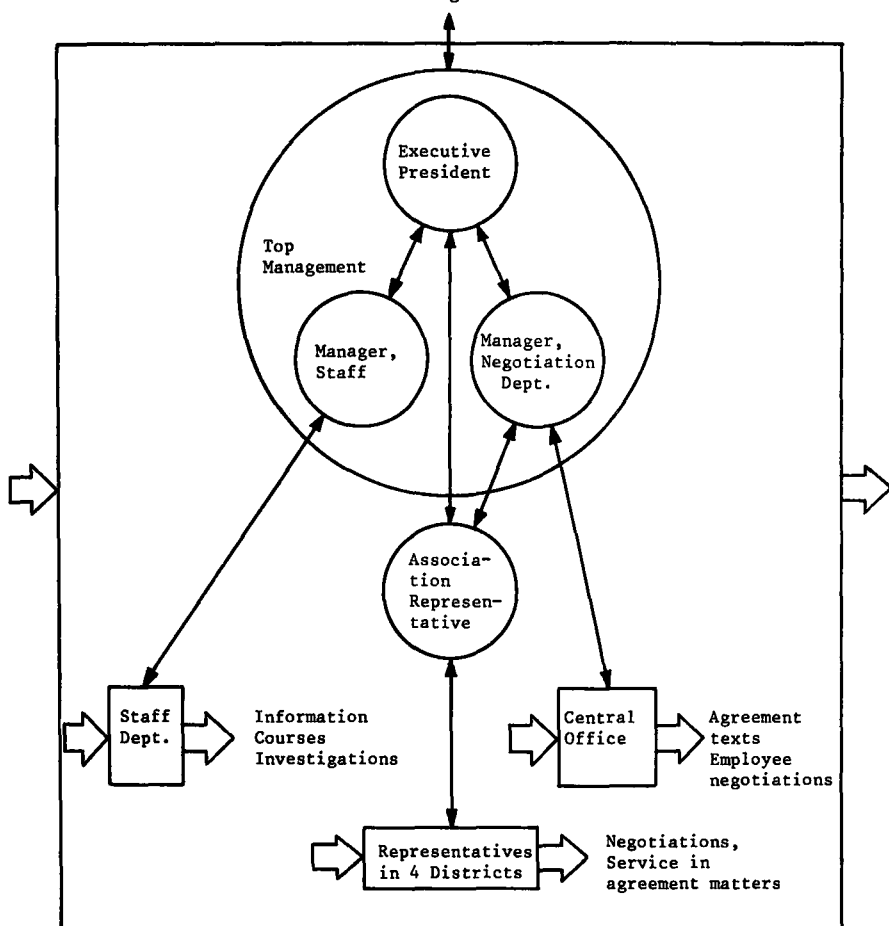 Executive
President
Top
Management
Manager,
Staff
Manager,
Negotiation
Dept.
Associa-
tion
Represen-
tative
Staff
Dept.
Information
Courses
Investigations
Central
Office
Agreement
texts
Employee
negotiations
Representatives
in 4 Districts
Negotiations,
Service in
agreement matters